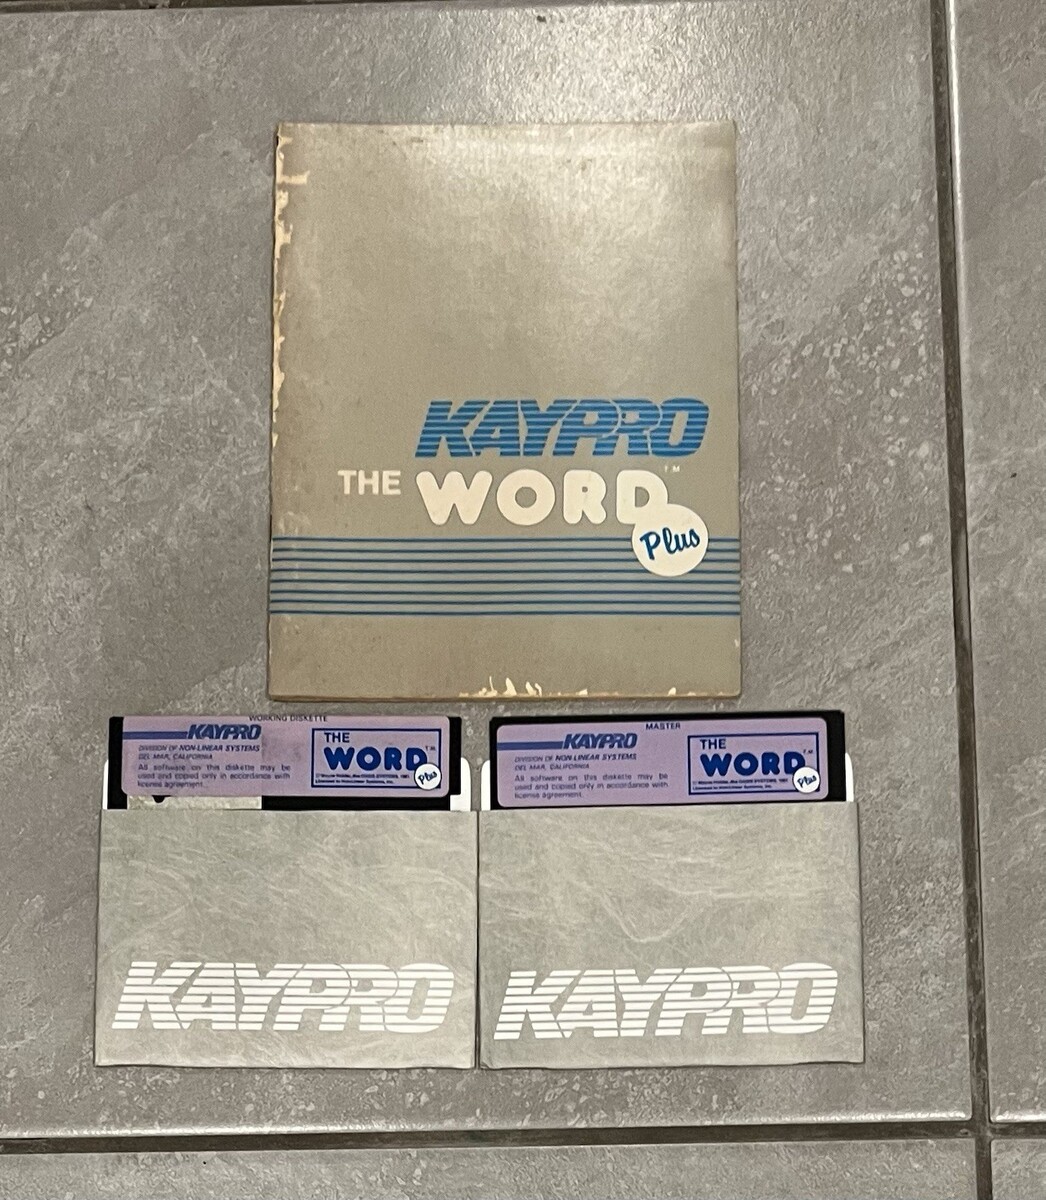 KAYPRO
THE WORD™
Plus
WORKING DISKETTE
KAYPRO
DIVISION OF NON-LINEAR SYSTEMS
DEL MAR, CALIFORNIA
All software on this diskette may be
used and copied only in accordance with
license agreement.
THE
WORD™
Plus
MASTER
KAYPRO
DIVISION OF NON-LINEAR SYSTEMS
DEL MAR, CALIFORNIA
All software on this diskette may be
used and copied only in accordance with
license agreement.
THE
WORD™
Plus
KAYPRO
KAYPRO